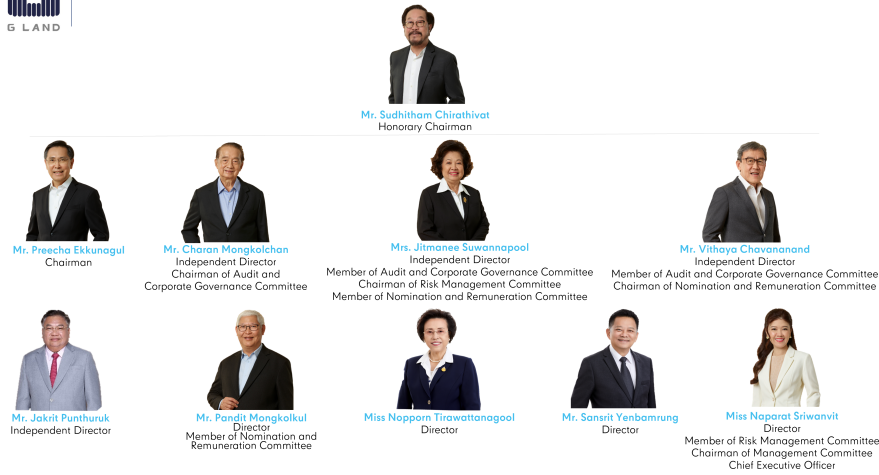 G LAND
Mr. Sudhitham Chirathivat
Honorary Chairman
Mr. Preecha Ekkunagul
Chairman
Mr. Charan Mongkolchan
Independent Director
Chairman of Audit and
Corporate Governance Committee
Mrs. Jitmanee Suwannapool
Independent Director
Member of Audit and Corporate Governance Committee
Chairman of Risk Management Committee
Member of Nomination and Remuneration Committee
Mr. Vithaya Chavananand
Independent Director
Member of Audit and Corporate Governance Committee
Chairman of Nomination and Remuneration Committee
Mr. Jakrit Punthuruk
Independent Director
Mr. Pandit Mongkolkul
Director
Member of Nomination and
Remuneration Committee
Miss Nopporn Tirawattanagool
Director
Mr. Sansrit Yenbamrung
Director
Miss Naparat Sriwanvit
Director
Member of Risk Management Committee
Chairman of Management Committee
Chief Executive Officer